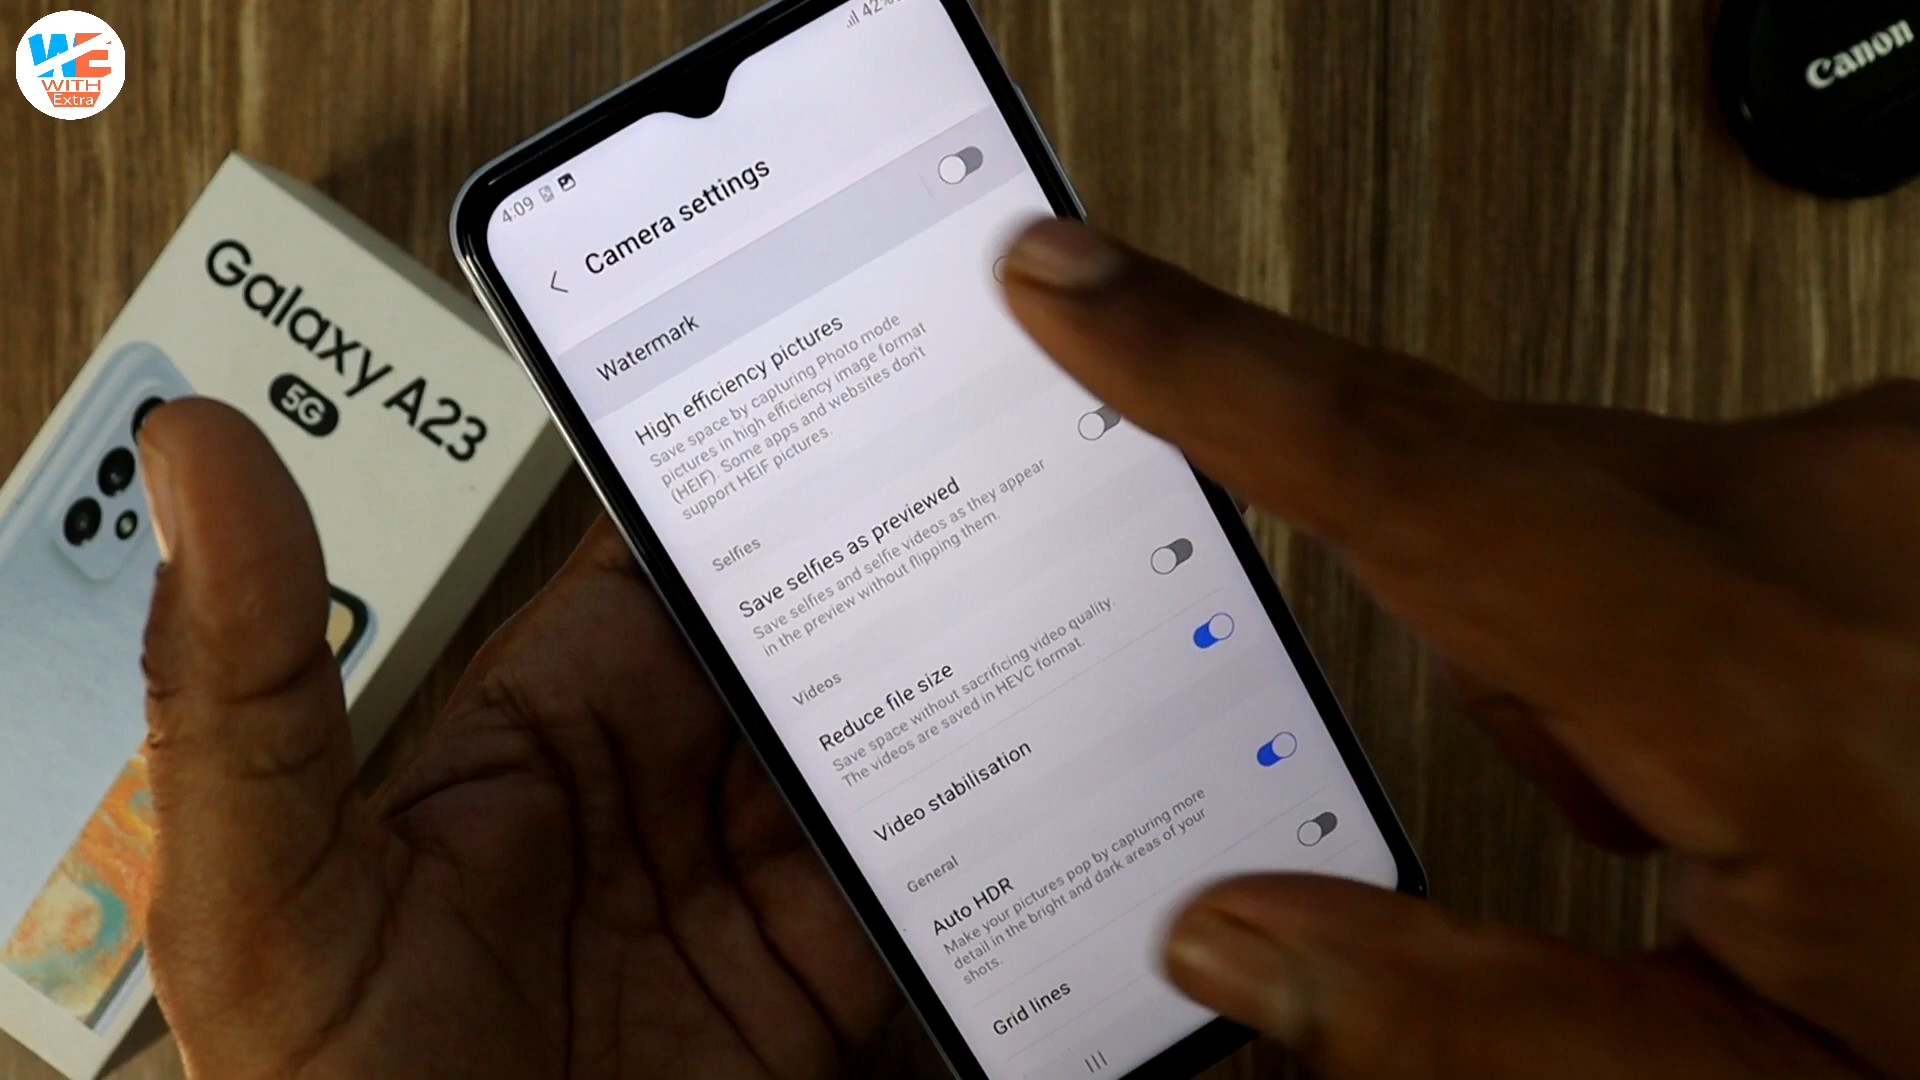 WE
WITH
Extra
Canon
Galaxy A23
5G
4:09
42%
Camera settings
Watermark
High efficiency pictures
Save space by capturing Photo mode
pictures in high efficiency image format
(HEIF). Some apps and websites don't
support HEIF pictures.
Selfies
Save selfies as previewed
Save selfies and selfie videos as they appear
in the preview without flipping them.
Videos
Reduce file size
Save space without sacrificing video quality.
The videos are saved in HEVC format.
Video stabilisation
General
Auto HDR
Make your pictures pop by capturing more
detail in the bright and dark areas of your
shots.
Grid lines